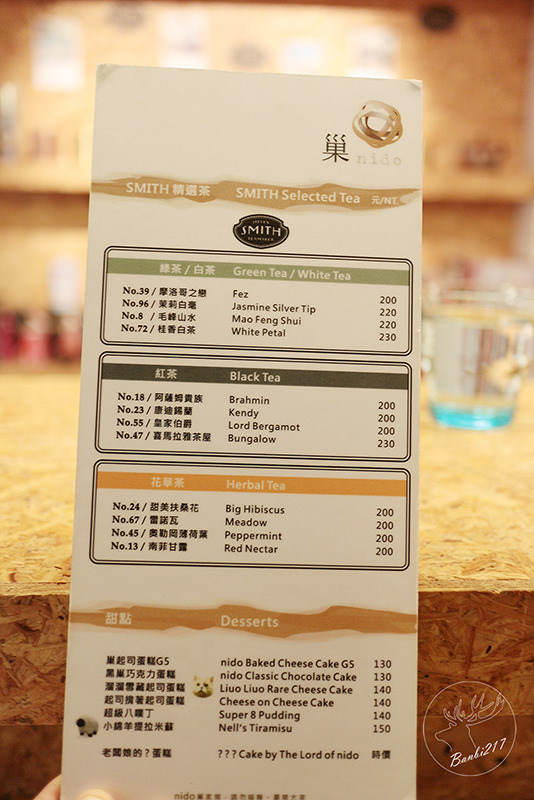 巢 nido
SMITH 精選茶 SMITH Selected Tea 元/NT.
STEVEN
SMITH
TEAMAKER
綠茶 / 白茶 Green Tea / White Tea
No.39 / 摩洛哥之戀 Fez 200
No.96 / 茉莉白毫 Jasmine Silver Tip 220
No.8 / 毛峰山水 Mao Feng Shui 220
No.72 / 桂香白茶 White Petal 230
紅茶 Black Tea
No.18 / 阿薩姆貴族 Brahmin 200
No.23 / 康迪錫蘭 Kendy 200
No.55 / 皇家伯爵 Lord Bergamot 200
No.47 / 喜馬拉雅茶屋 Bungalow 230
花草茶 Herbal Tea
No.24 / 甜美扶桑花 Big Hibiscus 200
No.67 / 雷諾瓦 Meadow 200
No.45 / 奧勒岡薄荷葉 Peppermint 200
No.13 / 南非甘露 Red Nectar 200
甜點 Desserts
巢起司蛋糕G5 nido Baked Cheese Cake G5 130
黑巢巧克力蛋糕 nido Classic Chocolate Cake 130
溜溜雪藏起司蛋糕 Liuo Liuo Rare Cheese Cake 140
起司擁著起司蛋糕 Cheese on Cheese Cake 140
超級八噗丁 Super 8 Pudding 140
小綿羊提拉米蘇 Nell's Tiramisu 150
老闆娘的？蛋糕 ???Cake by The Lord of nido 時價
nido
Banbi217